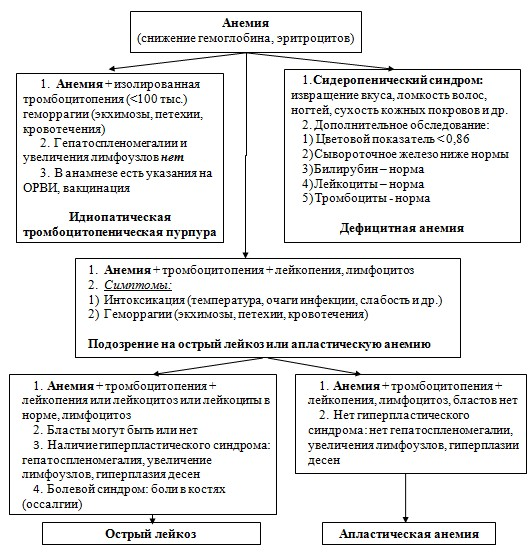 Анемия
(снижение гемоглобина, эритроцитов)
1. Анемия + изолированная
тромбоцитопения (<100 тыс.)
геморрагии (экхимозы, петехии,
кровотечения)
2. Гепатоспленомегалии и
увеличения лимфоузлов нет
3. В анамнезе есть указания на
ОРВИ, вакцинация
Идиопатическая
тромбоцитопеническая пурпура
1.Сидеропенический синдром:
извращение вкуса, ломкость волос,
ногтей, сухость кожных покровов и др.
2. Дополнительное обследование:
1) Цветовой показатель < 0,86
2) Сывороточное железо ниже нормы
3) Билирубин – норма
4) Лейкоциты – норма
5) Тромбоциты - норма
Дефицитная анемия
1. Анемия + тромбоцитопения + лейкопения, лимфоцитоз
2. Симптомы:
1) Интоксикация (температура, очаги инфекции, слабость и др.)
2) Геморрагии (экхимозы, петехии, кровотечения)
Подозрение на острый лейкоз или апластическую анемию
1. Анемия + тромбоцитопения +
лейкопения или лейкоцитоз или лейкоциты в
норме, лимфоцитоз
2. Бласты могут быть или нет
3. Наличие гиперпластического синдрома:
гепатоспленомегалия, увеличение
лимфоузлов, гиперплазия десен
4. Болевой синдром: боли в костях
(оссалгии)
Острый лейкоз
1. Анемия + тромбоцитопения +
лейкопения, лимфоцитоз, бластов нет
2. Нет гиперпластического
синдрома: нет гепатоспленомегалии,
увеличения лимфоузлов, гиперплазии
десен
Апластическая анемия